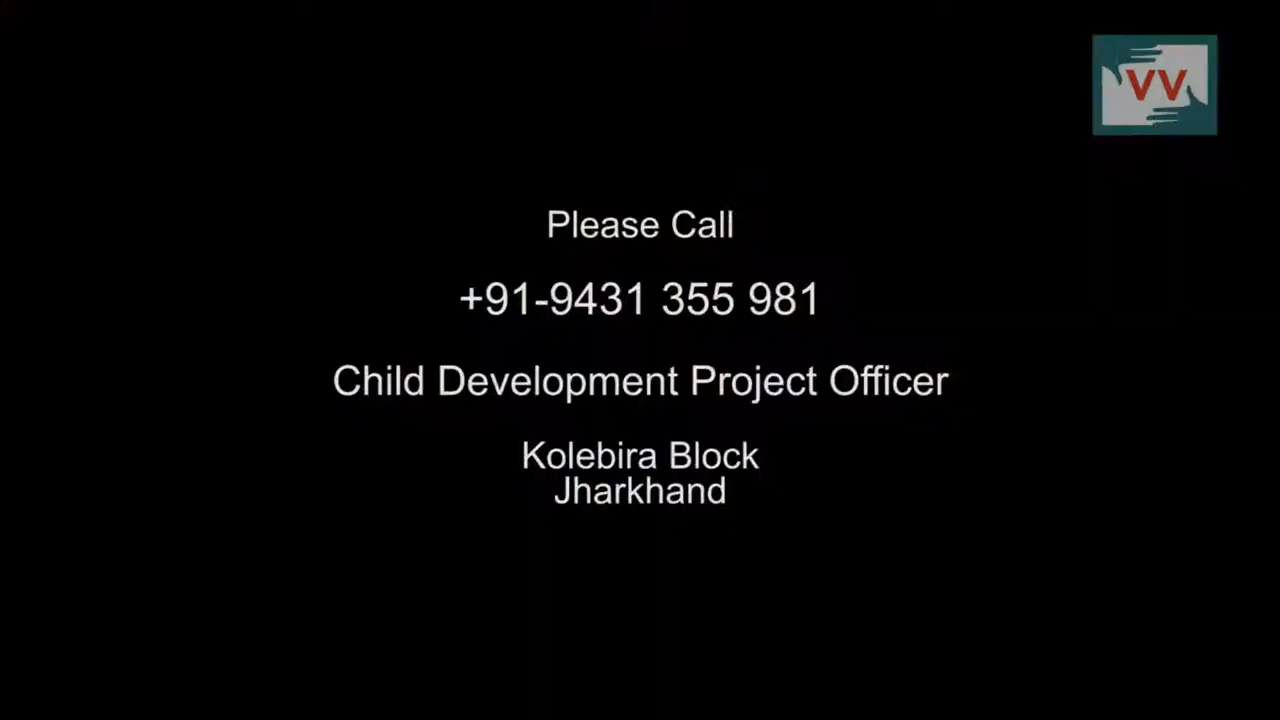 VV
Please Call
+91-9431 355 981
Child Development Project Officer
Kolebira Block
Jharkhand